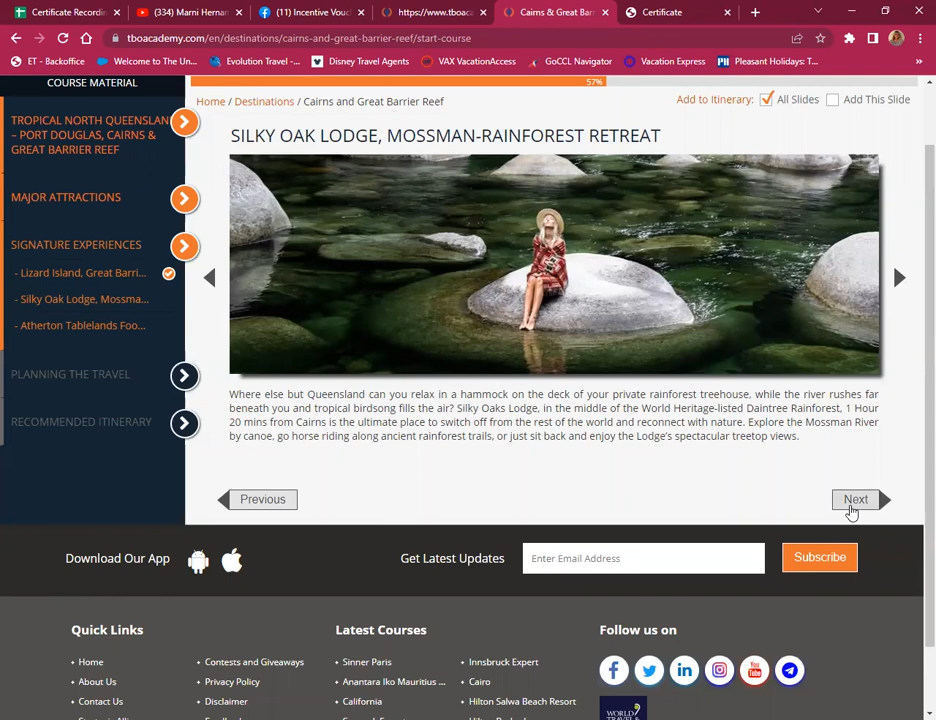 Certificate Recordin
(334) Marni Hernan
(11) Incentive Vouc
https://www.tboac
Cairns & Great Bar
Certificate
tboacademy.com/en/destinations/cairns-and-great-barrier-reef/start-course
ET - Backoffice
Welcome to The Un...
Evolution Travel -...
Disney Travel Agents
VAX VacationAccess
GoCCL Navigator
Vacation Express
Pleasant Holidays: T...
COURSE MATERIAL
57%
Home / Destinations / Cairns and Great Barrier Reef
Add to Itinerary:
All Slides
Add This Slide
TROPICAL NORTH QUEENSLAN
– PORT DOUGLAS, CAIRNS &
GREAT BARRIER REEF
MAJOR ATTRACTIONS
SIGNATURE EXPERIENCES
- Lizard Island, Great Barri...
- Silky Oak Lodge, Mossma...
- Atherton Tablelands Foo...
PLANNING THE TRAVEL
RECOMMENDED ITINERARY
SILKY OAK LODGE, MOSSMAN-RAINFOREST RETREAT
Where else but Queensland can you relax in a hammock on the deck of your private rainforest treehouse, while the river rushes far
beneath you and tropical birdsong fills the air? Silky Oaks Lodge, in the middle of the World Heritage-listed Daintree Rainforest, 1 Hour
20 mins from Cairns is the ultimate place to switch off from the rest of the world and reconnect with nature. Explore the Mossman River
by canoe, go horse riding along ancient rainforest trails, or just sit back and enjoy the Lodge's spectacular treetop views.
Previous
Next
Download Our App
Get Latest Updates
Enter Email Address
Subscribe
Quick Links
Home
About Us
Contact Us
Contests and Giveaways
Privacy Policy
Disclaimer
Latest Courses
Sinner Paris
Anantara Iko Mauritius ...
California
Innsbruck Expert
Cairo
Hilton Salwa Beach Resort
Follow us on
You
Tube
WORLD